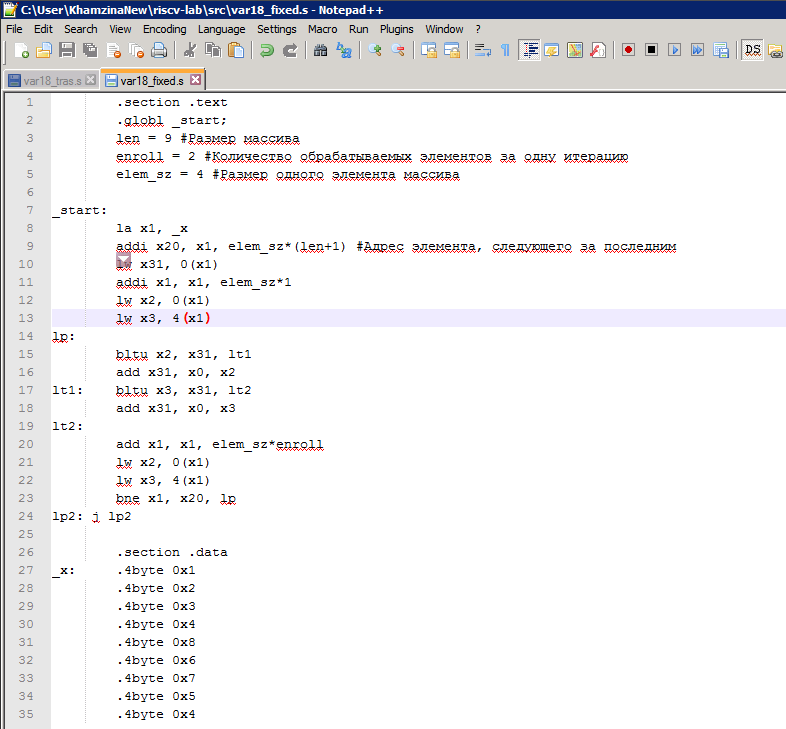 C:\User\KhamzinaNew\riscv-lab\src\var18_fixed.s - Notepad++
File Edit Search View Encoding Language Settings Macro Run Plugins Window ?
var18_tras.s var18_fixed.s
1 .section .text
2 .globl _start;
3 len = 9 #Размер массива
4 enroll = 2 #Количество обрабатываемых элементов за одну итерацию
5 elem_sz = 4 #Размер одного элемента массива
6
7 _start:
8 la x1, _x
9 addi x20, x1, elem_sz*(len+1) #Адрес элемента, следующего за последним
10 lw x31, 0(x1)
11 addi x1, x1, elem_sz*1
12 lw x2, 0(x1)
13 lw x3, 4(x1)
14 lp:
15 bltu x2, x31, lt1
16 add x31, x0, x2
17 lt1: bltu x3, x31, lt2
18 add x31, x0, x3
19 lt2:
20 add x1, x1, elem_sz*enroll
21 lw x2, 0(x1)
22 lw x3, 4(x1)
23 bne x1, x20, lp
24 lp2: j lp2
25
26 .section .data
27 _x: .4byte 0x1
28 .4byte 0x2
29 .4byte 0x3
30 .4byte 0x4
31 .4byte 0x8
32 .4byte 0x6
33 .4byte 0x7
34 .4byte 0x5
35 .4byte 0x4